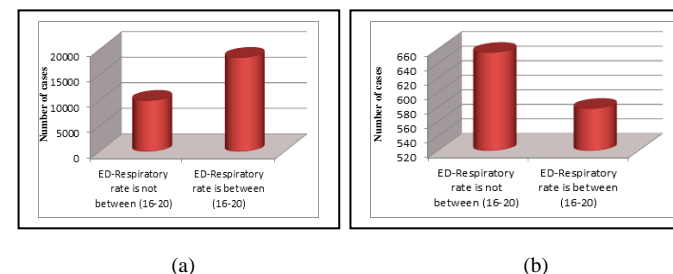 Number of cases
20000
15000
10000
5000
0
ED-Respiratory
rate is not
between (16-20)
ED-Respiratory
rate is between
(16-20)
(a)
Number of cases
660
640
620
600
580
560
540
520
ED-Respiratory
rate is not
between (16-20)
ED-Respiratory
rate is between
(16-20)
(b)